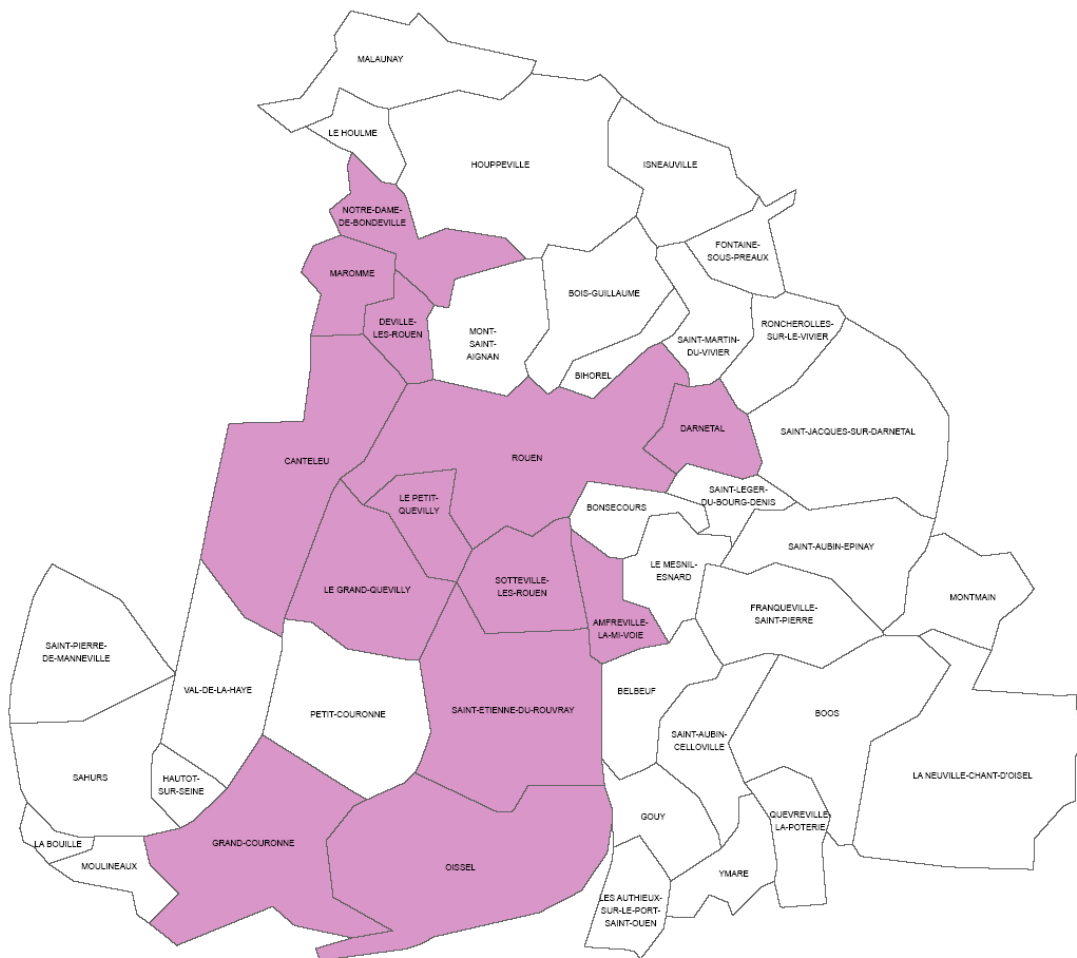 MALAUNAY
LE HOULME
HOUPPEVILLE
ISNEAUVILLE
NOTRE-DAME-
DE-BONDEVILLE
FONTAINE-
SOUS-PREAUX
MAROMME
BOIS-GUILLAUME
DEVILLE-
LES-ROUEN
MONT-
SAINT-
AIGNAN
RONCHEROLLES-
SUR-LE-VIVIER
SAINT-MARTIN-
DU-VIVIER
BIHOREL
DARNETAL
SAINT-JACQUES-SUR-DARNETAL
CANTELEU
ROUEN
LE PETIT-
QUEVILLY
SAINT-LEGER-
DU-BOURG-DENIS
BONSECOURS
SAINT-AUBIN-EPINAY
LE MESNIL-
ESNARD
LE GRAND-QUEVILLY
SOTTEVILLE-
LES-ROUEN
MONTMAIN
FRANQUEVILLE-
SAINT-PIERRE
AMFREVILLE-
LA-MI-VOIE
SAINT-PIERRE-
DE-MANNEVILLE
VAL-DE-LA-HAYE
BELBEUF
PETIT-COURONNE
SAINT-ETIENNE-DU-ROUVRAY
BOOS
SAINT-AUBIN-
CELLOVILLE
SAHURS
HAUTOT-
SUR-SEINE
LA NEUVILLE-CHANT-D'OISEL
GOUY
QUEVREVILLE
LA-POTERIE
LA BOUILLE
GRAND-COURONNE
MOULINEAUX
OISSEL
YMARE
LES AUTHIEUX-
SUR-LE-PORT-
SAINT-OUEN